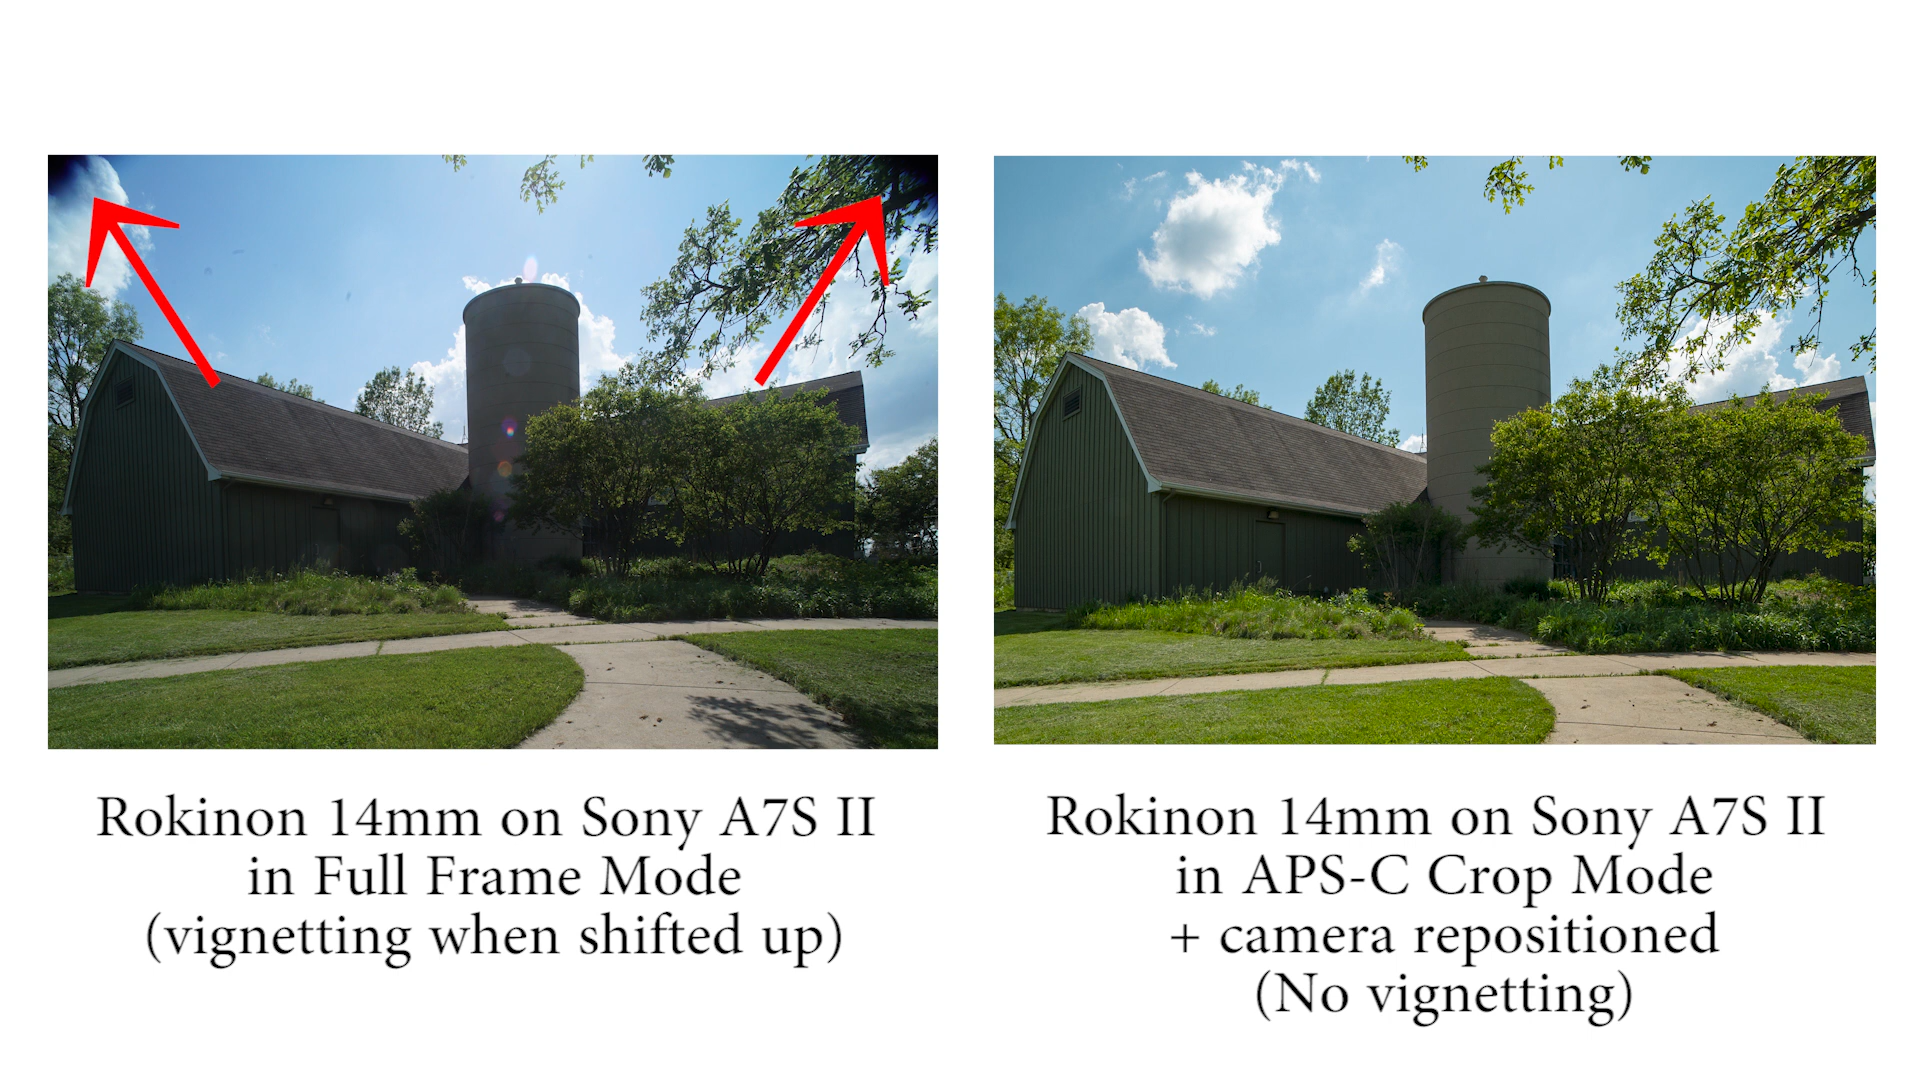 Rokinon 14mm on Sony A7S II
in Full Frame Mode
(vignetting when shifted up)
Rokinon 14mm on Sony A7S II
in APS-C Crop Mode
+ camera repositioned
(No vignetting)